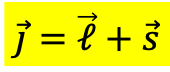 j⃗ = ℓ⃗ + s⃗